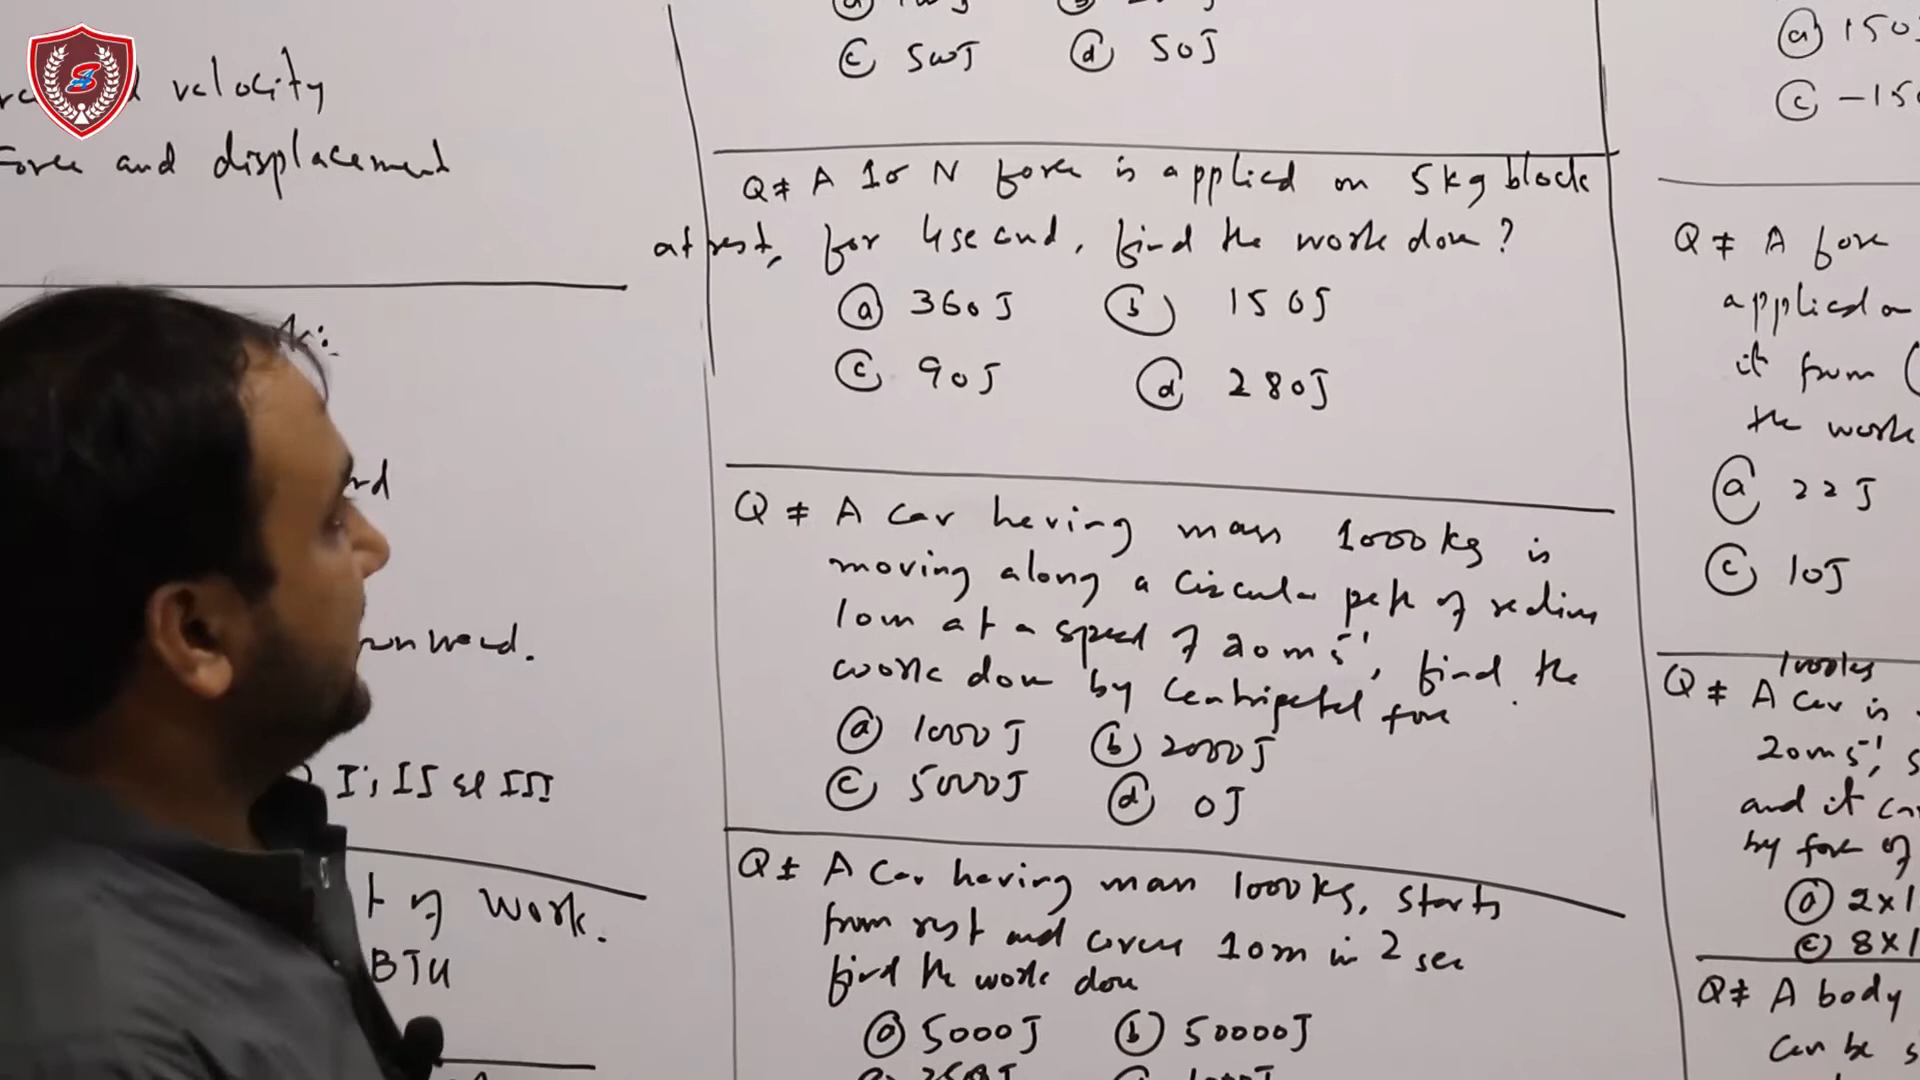 velocity
Force and displacement
I, II & III
t of work.
BTU
c 500J d 50J
Q# A 10 N force is applied on 5kg block
at rest, for 4 second, find the work done?
a 360J b 150J
c 90J d 280J
Q# A car having mass 1000kg is
moving along a circular path of radius
10m at a speed of 20ms⁻¹, find the
work done by centripetal force
a 1000J b 2000J
c 5000J d 0J
Q# A car having mass 1000kg, starts
from rest and covers 10m in 2 sec
find the work done
a 5000J b 50000J
a 150J
c -150
Q# A force
applied on
it from (
the work
a 22J
c 10J
1000kg
Q# A car is
20ms⁻¹, s
and it
by force of
a 2×1
c 8×1
Q# A body
can be s